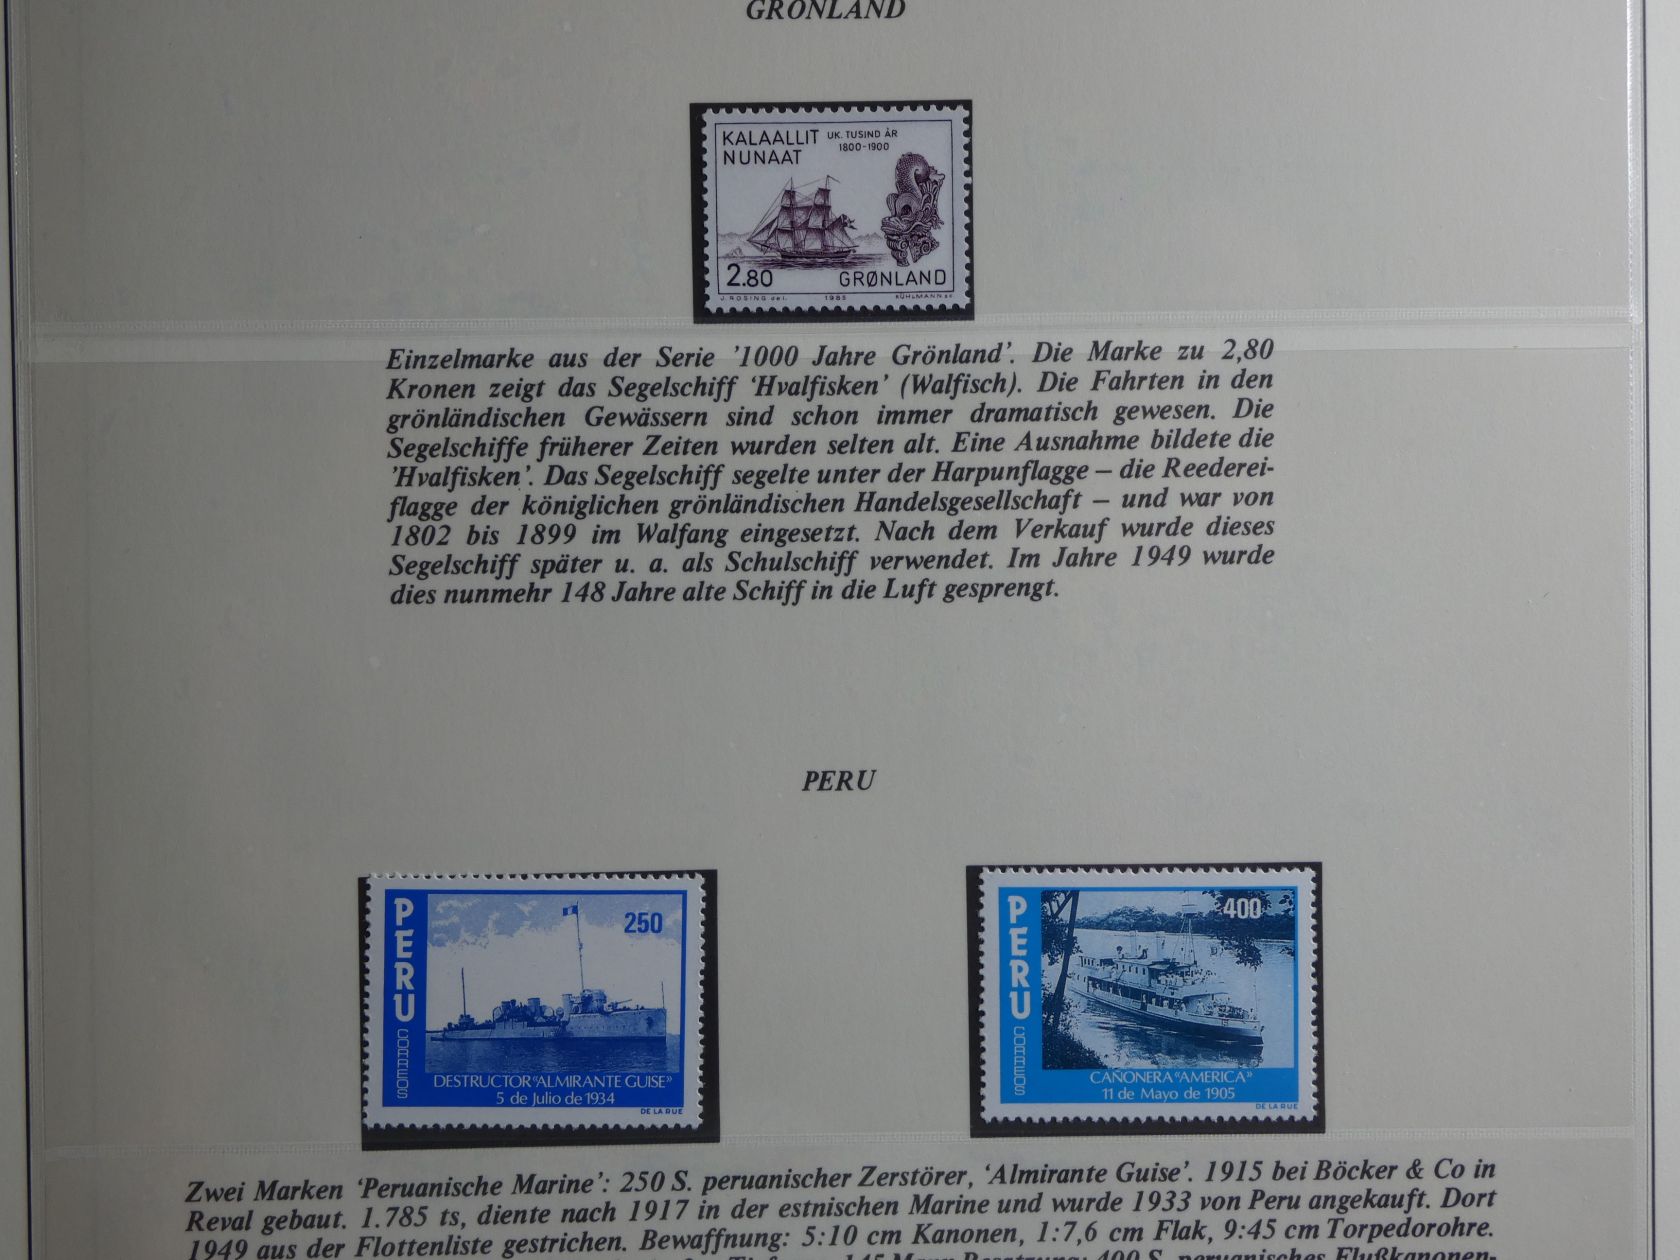 GRÖNLAND
KALAALLIT
NUNAAT
UK. TUSIND ÅR
1800-1900
2.80
GRØNLAND
J. ROSING del.
1985
KÜHLMANN sc.
Einzelmarke aus der Serie '1000 Jahre Grönland'. Die Marke zu 2,80
Kronen zeigt das Segelschiff 'Hvalfisken' (Walfisch). Die Fahrten in den
grönländischen Gewässern sind schon immer dramatisch gewesen. Die
Segelschiffe früherer Zeiten wurden selten alt. Eine Ausnahme bildete die
'Hvalfisken'. Das Segelschiff segelte unter der Harpunflagge – die Reederei-
flagge der königlichen grönländischen Handelsgesellschaft – und war von
1802 bis 1899 im Walfang eingesetzt. Nach dem Verkauf wurde dieses
Segelschiff später u. a. als Schulschiff verwendet. Im Jahre 1949 wurde
dies nunmehr 148 Jahre alte Schiff in die Luft gesprengt.
PERU
PERU
CORREOS
250
DESTRUCTOR "ALMIRANTE GUISE"
5 de Julio de 1934
DE LA RUE
PERU
CORREOS
400
CAÑONERA "AMERICA"
11 de Mayo de 1905
DE LA RUE
Zwei Marken 'Peruanische Marine': 250 S. peruanischer Zerstörer, 'Almirante Guise'. 1915 bei Böcker & Co in
Reval gebaut. 1.785 ts, diente nach 1917 in der estnischen Marine und wurde 1933 von Peru angekauft. Dort
1949 aus der Flottenliste gestrichen. Bewaffnung: 5:10 cm Kanonen, 1:7,6 cm Flak, 9:45 cm Torpedorohre.
145 Mann Besatzung; 400 S. peruanisches Flußkanonen-